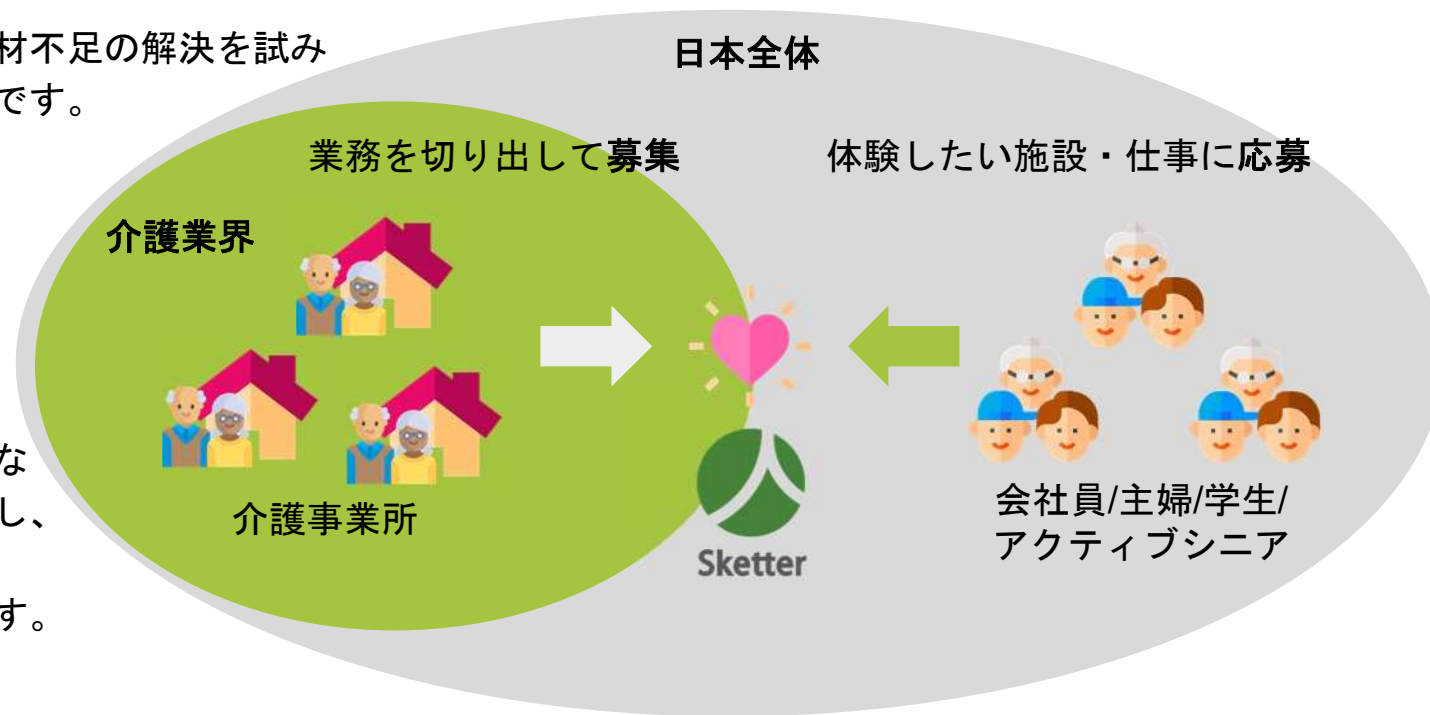 材不足の解決を試み
です。
日本全体
業務を切り出して募集
体験したい施設・仕事に応募
介護業界
な
し、
す。
介護事業所
Sketter
会社員/主婦/学生/
アクティブシニア